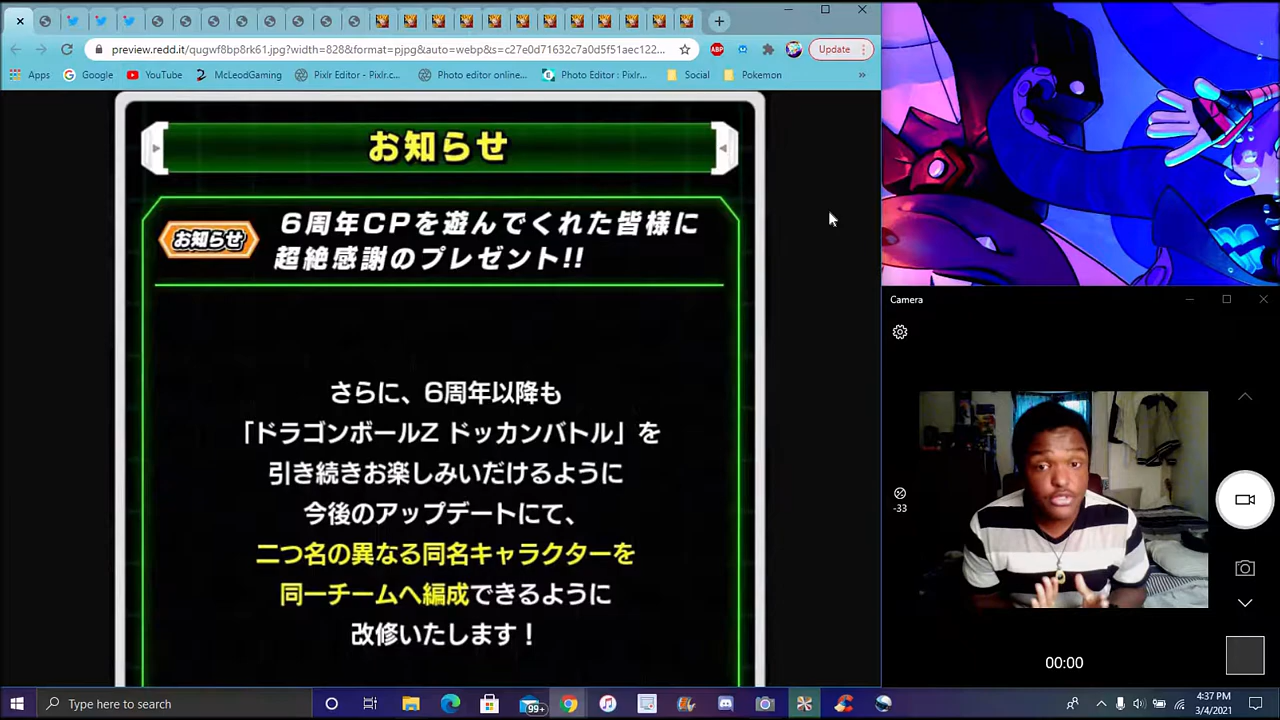 preview.redd.it/qugwf8bp8rk61.jpg?width=828&format=pjpg&auto=webp&s=c27e0d71632c7a0d5f51aec122...
ABP
Update
Apps
Google
YouTube
McLeodGaming
Pixlr Editor - Pixlr.c...
Photo editor online...
Photo Editor : Pixlr...
Social
Pokemon
»
お知らせ
お知らせ
6周年CPを遊んでくれた皆様に
超絶感謝のプレゼント!!
さらに、6周年以降も
「ドラゴンボールZ ドッカンバトル」を
引き続きお楽しみいだけるように
今後のアップデートにて、
二つ名の異なる同名キャラクターを
同一チームへ編成できるように
改修いたします！
Camera
-33
00:00
Type here to search
99+
4:37 PM
3/4/2021